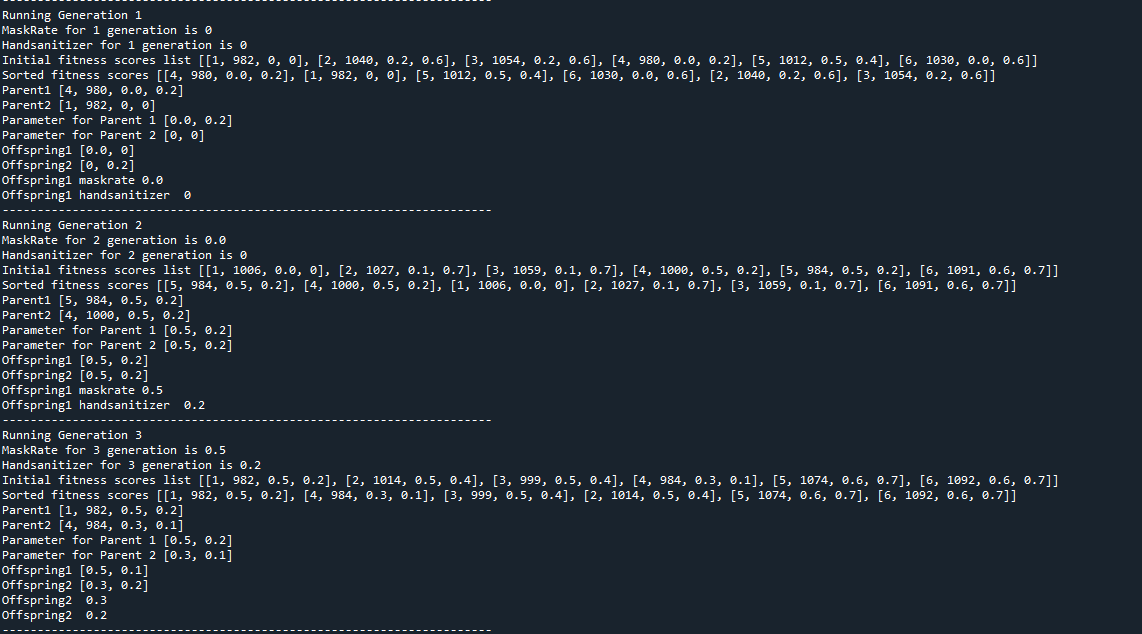 ----------------------------------------------------------------------
Running Generation 1
MaskRate for 1 generation is 0
Handsanitizer for 1 generation is 0
Initial fitness scores list [[1, 982, 0, 0], [2, 1040, 0.2, 0.6], [3, 1054, 0.2, 0.6], [4, 980, 0.0, 0.2], [5, 1012, 0.5, 0.4], [6, 1030, 0.0, 0.6]]
Sorted fitness scores [[4, 980, 0.0, 0.2], [1, 982, 0, 0], [5, 1012, 0.5, 0.4], [6, 1030, 0.0, 0.6], [2, 1040, 0.2, 0.6], [3, 1054, 0.2, 0.6]]
Parent1 [4, 980, 0.0, 0.2]
Parent2 [1, 982, 0, 0]
Parameter for Parent 1 [0.0, 0.2]
Parameter for Parent 2 [0, 0]
Offspring1 [0.0, 0]
Offspring2 [0, 0.2]
Offspring1 maskrate 0.0
Offspring1 handsanitizer  0
----------------------------------------------------------------------
Running Generation 2
MaskRate for 2 generation is 0.0
Handsanitizer for 2 generation is 0
Initial fitness scores list [[1, 1006, 0.0, 0], [2, 1027, 0.1, 0.7], [3, 1059, 0.1, 0.7], [4, 1000, 0.5, 0.2], [5, 984, 0.5, 0.2], [6, 1091, 0.6, 0.7]]
Sorted fitness scores [[5, 984, 0.5, 0.2], [4, 1000, 0.5, 0.2], [1, 1006, 0.0, 0], [2, 1027, 0.1, 0.7], [3, 1059, 0.1, 0.7], [6, 1091, 0.6, 0.7]]
Parent1 [5, 984, 0.5, 0.2]
Parent2 [4, 1000, 0.5, 0.2]
Parameter for Parent 1 [0.5, 0.2]
Parameter for Parent 2 [0.5, 0.2]
Offspring1 [0.5, 0.2]
Offspring2 [0.5, 0.2]
Offspring1 maskrate 0.5
Offspring1 handsanitizer  0.2
----------------------------------------------------------------------
Running Generation 3
MaskRate for 3 generation is 0.5
Handsanitizer for 3 generation is 0.2
Initial fitness scores list [[1, 982, 0.5, 0.2], [2, 1014, 0.5, 0.4], [3, 999, 0.5, 0.4], [4, 984, 0.3, 0.1], [5, 1074, 0.6, 0.7], [6, 1092, 0.6, 0.7]]
Sorted fitness scores [[1, 982, 0.5, 0.2], [4, 984, 0.3, 0.1], [3, 999, 0.5, 0.4], [2, 1014, 0.5, 0.4], [5, 1074, 0.6, 0.7], [6, 1092, 0.6, 0.7]]
Parent1 [1, 982, 0.5, 0.2]
Parent2 [4, 984, 0.3, 0.1]
Parameter for Parent 1 [0.5, 0.2]
Parameter for Parent 2 [0.3, 0.1]
Offspring1 [0.5, 0.1]
Offspring2 [0.3, 0.2]
Offspring2  0.3
Offspring2  0.2
----------------------------------------------------------------------